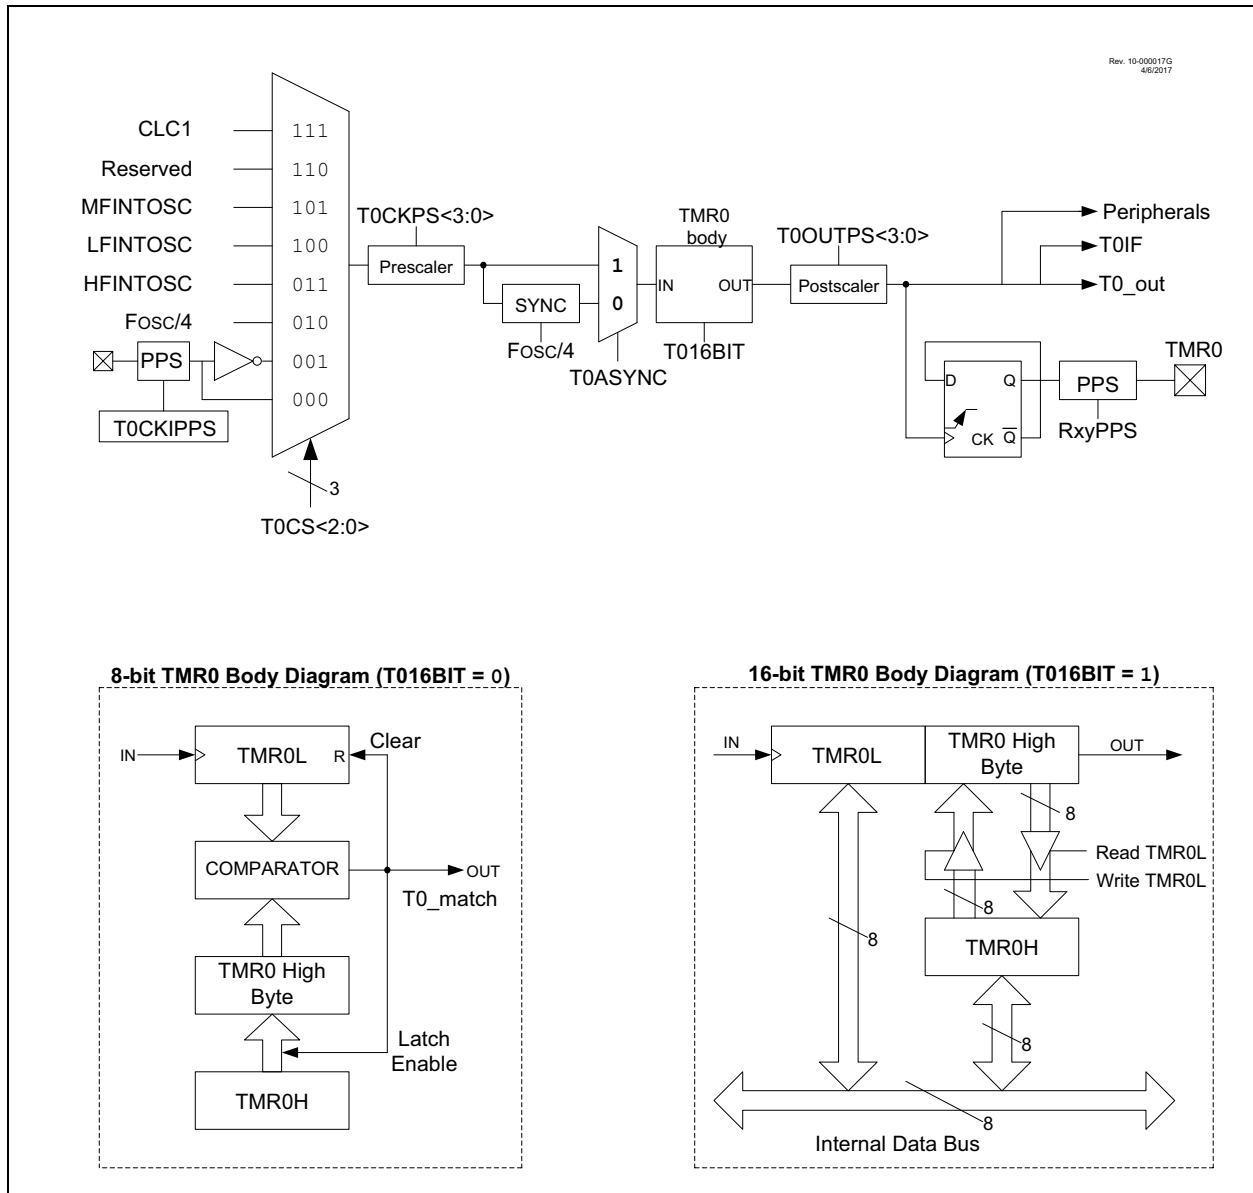 Rev. 10-000017G
4/6/2017
CLC1
111
Reserved
110
MFINTOSC
101
T0CKPS<3:0>
TMR0
body
Peripherals
LFINTOSC
100
Prescaler
1
T0OUTPS<3:0>
T0IF
HFINTOSC
011
SYNC
0
IN
OUT
Postscaler
T0_out
FOSC/4
010
FOSC/4
T016BIT
PPS
001
T0ASYNC
TMR0
000
D
Q
PPS
T0CKIPPS
CK
Q
RxyPPS
3
T0CS<2:0>
8-bit TMR0 Body Diagram (T016BIT = 0)
IN
TMR0L
R
Clear
COMPARATOR
OUT
T0_match
TMR0 High
Byte
Latch
Enable
TMR0H
16-bit TMR0 Body Diagram (T016BIT = 1)
IN
TMR0L
TMR0 High
Byte
OUT
8
Read TMR0L
Write TMR0L
8
8
TMR0H
8
8
Internal Data Bus